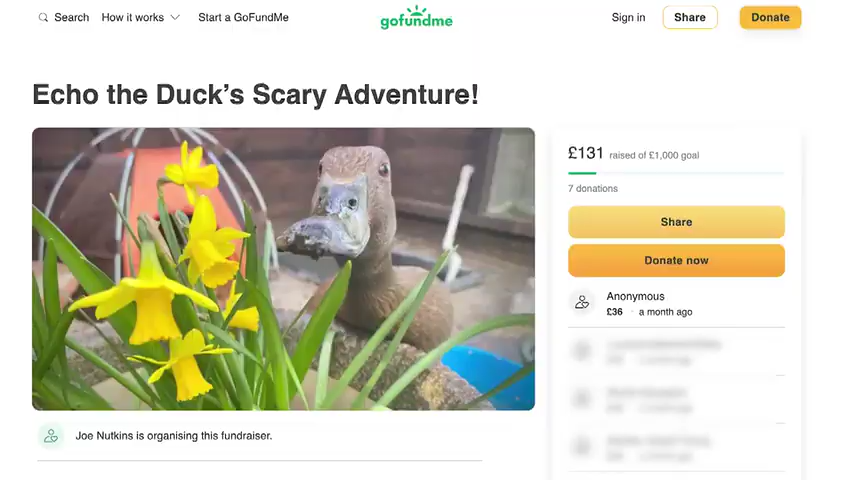 Search
How it works
Start a GoFundMe
gofundme
Sign in
Share
Donate
Echo the Duck's Scary Adventure!
£131 raised of £1,000 goal
7 donations
Share
Donate now
Anonymous
£36 · a month ago
Joe Nutkins is organising this fundraiser.